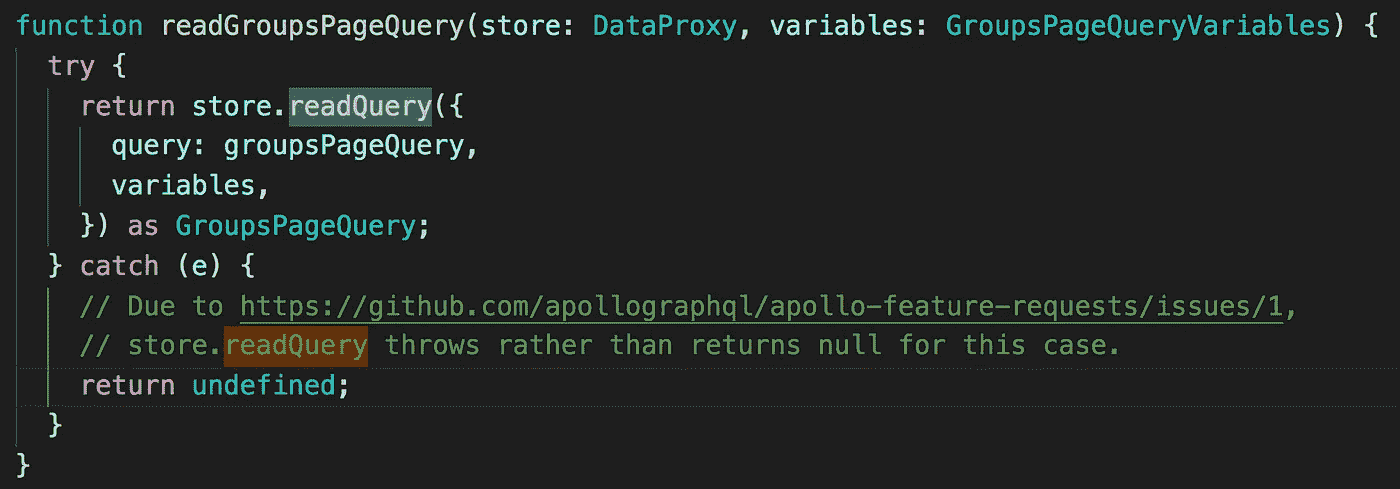 function readGroupsPageQuery(store: DataProxy, variables: GroupsPageQueryVariables) {
try {
return store.readQuery({
query: groupsPageQuery,
variables,
}) as GroupsPageQuery;
} catch (e) {
// Due to https://github.com/apollographql/apollo-feature-requests/issues/1,
// store.readQuery throws rather than returns null for this case.
return undefined;
}
}